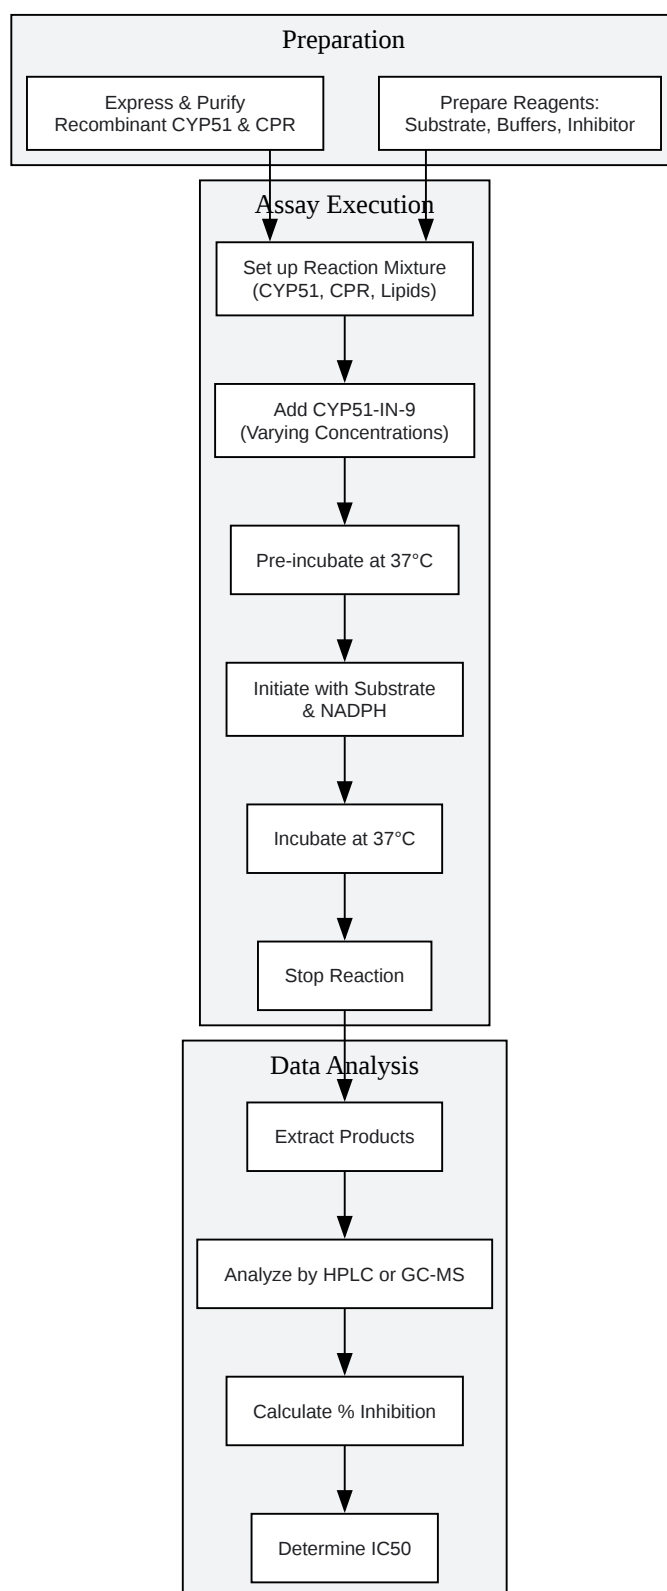 Preparation
Express & Purify
Recombinant CYP51 & CPR
Prepare Reagents:
Substrate, Buffers, Inhibitor
Assay Execution
Set up Reaction Mixture
(CYP51, CPR, Lipids)
Add CYP51-IN-9
(Varying Concentrations)
Pre-incubate at 37°C
Initiate with Substrate
& NADPH
Incubate at 37°C
Stop Reaction
Data Analysis
Extract Products
Analyze by HPLC or GC-MS
Calculate % Inhibition
Determine IC50